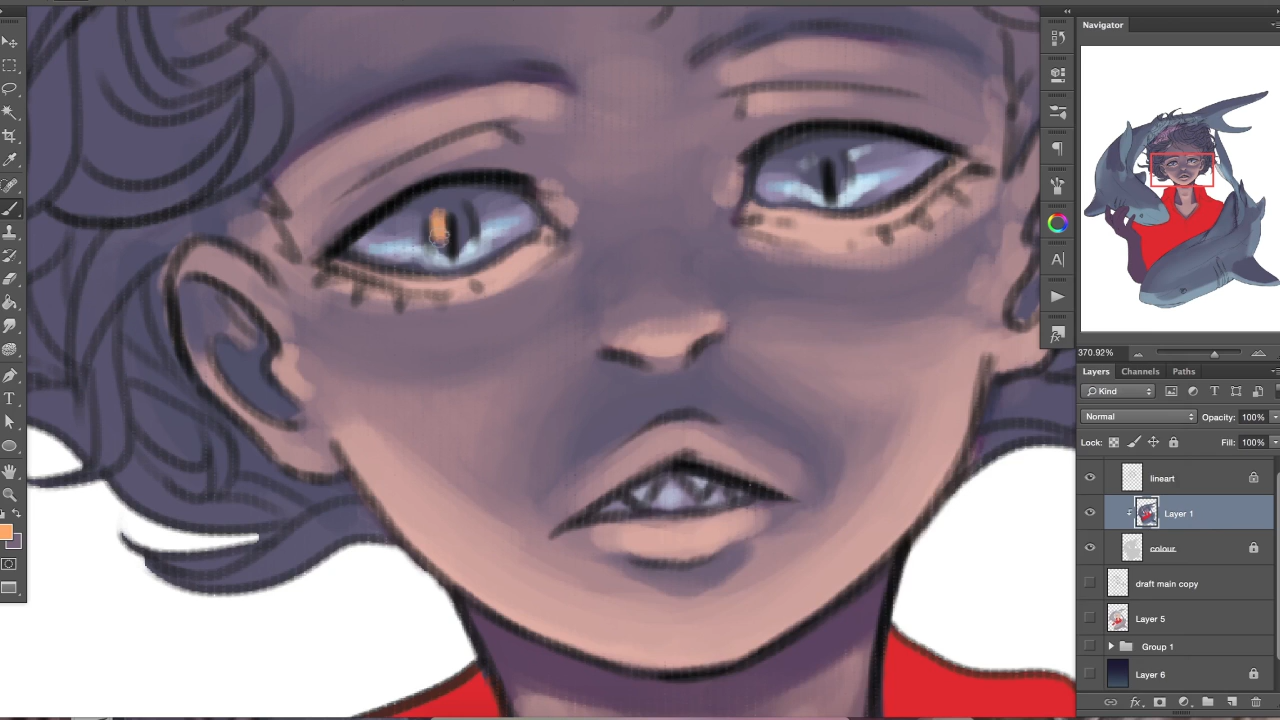 Navigator
370.92%
Layers Channels Paths
Kind T
Normal Opacity: 100%
Lock: Fill: 100%
lineart
Layer 1
colour
draft main copy
Layer 5
Group 1
Layer 6
fx